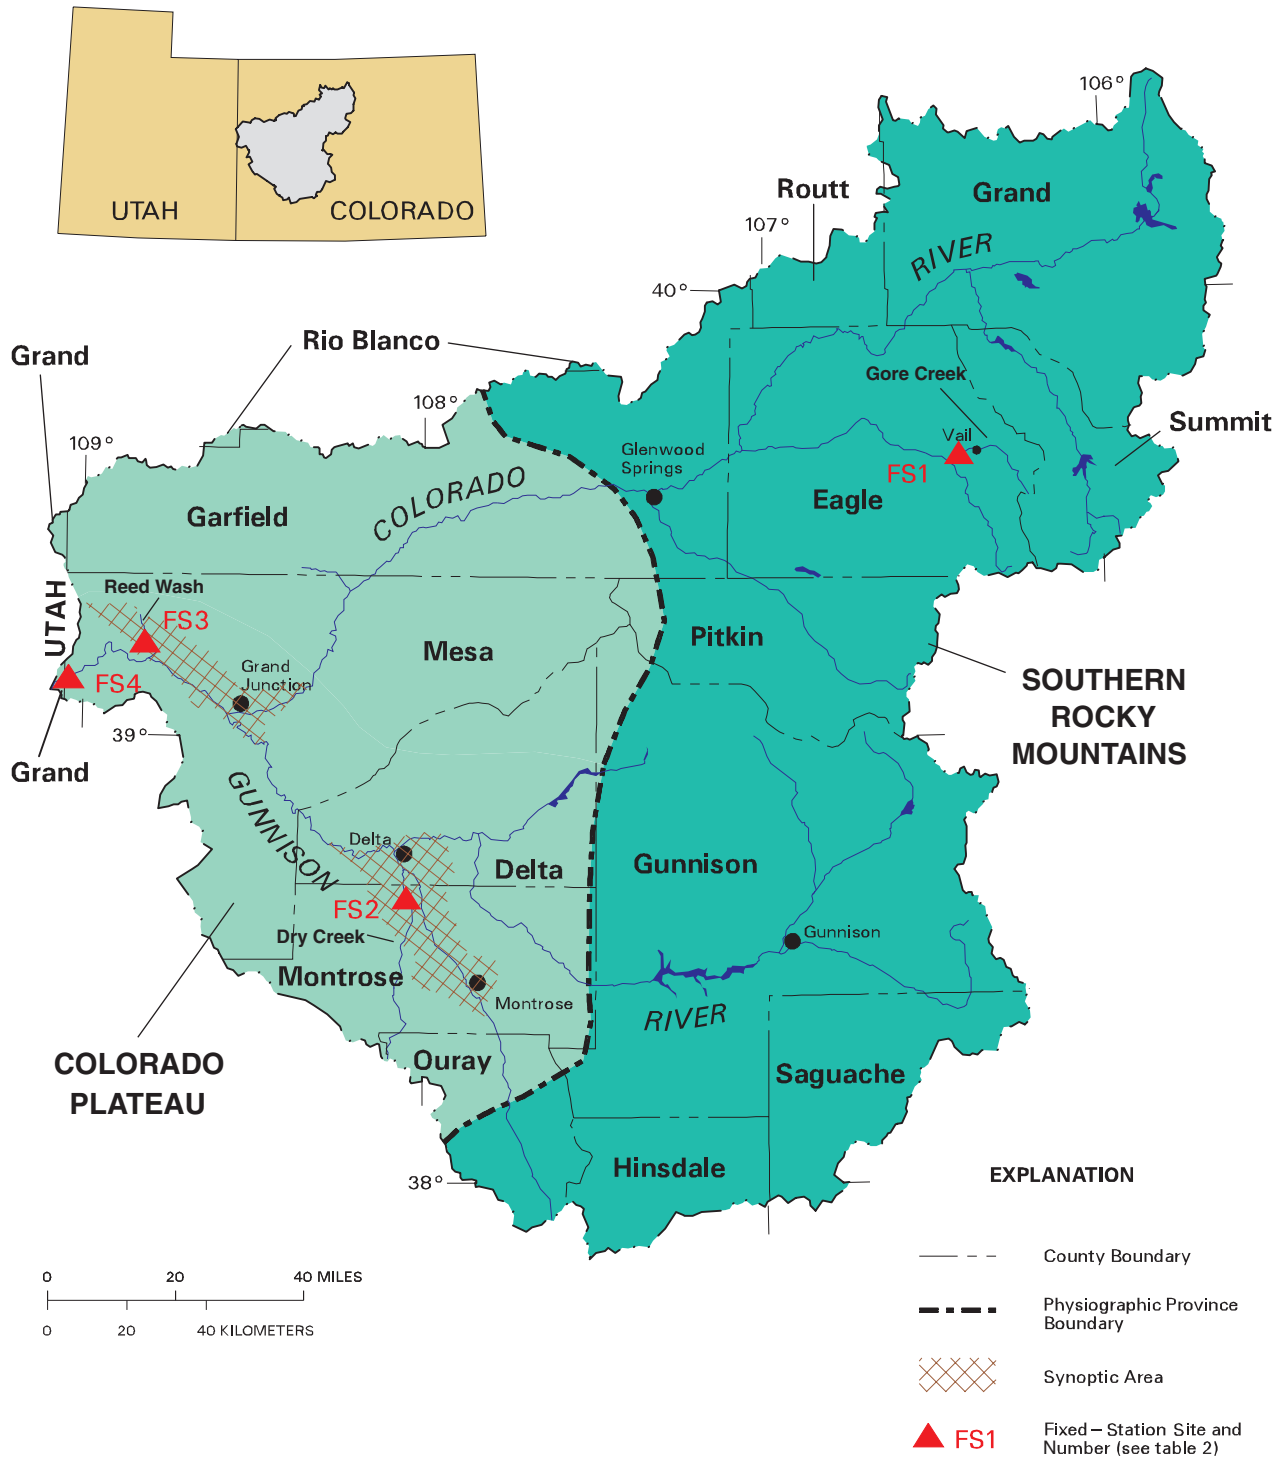 UTAH
COLORADO
106°
Routt
Grand
107°
RIVER
40°
Rio Blanco
Grand
Gore Creek
108°
109°
Summit
Vail
Glenwood
Springs
FS1
COLORADO
Eagle
Garfield
Reed Wash
UTAH
FS3
Pitkin
Mesa
Grand
Junction
FS4
SOUTHERN
ROCKY
MOUNTAINS
39°
Grand
GUNNISON
Delta
Delta
Gunnison
FS2
Gunnison
Dry Creek
Montrose
Montrose
RIVER
COLORADO
PLATEAU
Ouray
Saguache
Hinsdale
38°
EXPLANATION
County Boundary
Physiographic Province
Boundary
Synoptic Area
FS1 Fixed–Station Site and
Number (see table 2)
0 20 40 MILES
0 20 40 KILOMETERS